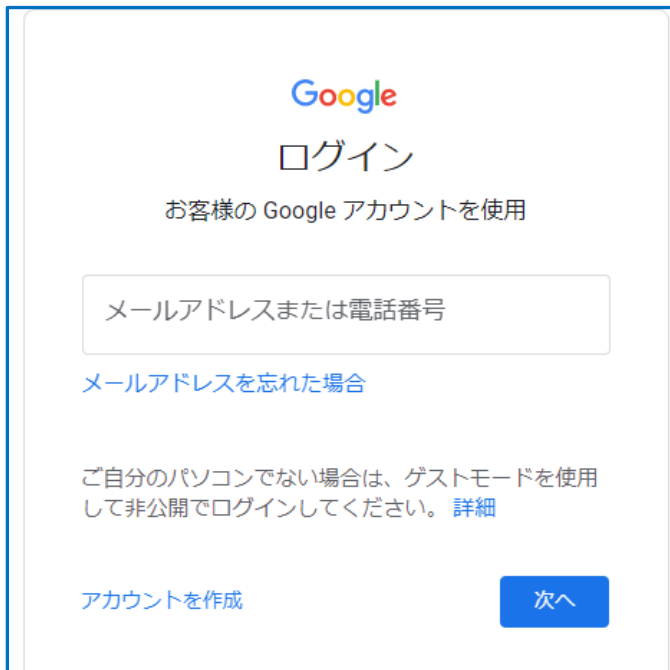 Google
ログイン
お客様の Google アカウントを使用
メールアドレスまたは電話番号
メールアドレスを忘れた場合
ご自分のパソコンでない場合は、ゲストモードを使用
して非公開でログインしてください。 詳細
アカウントを作成
次へ